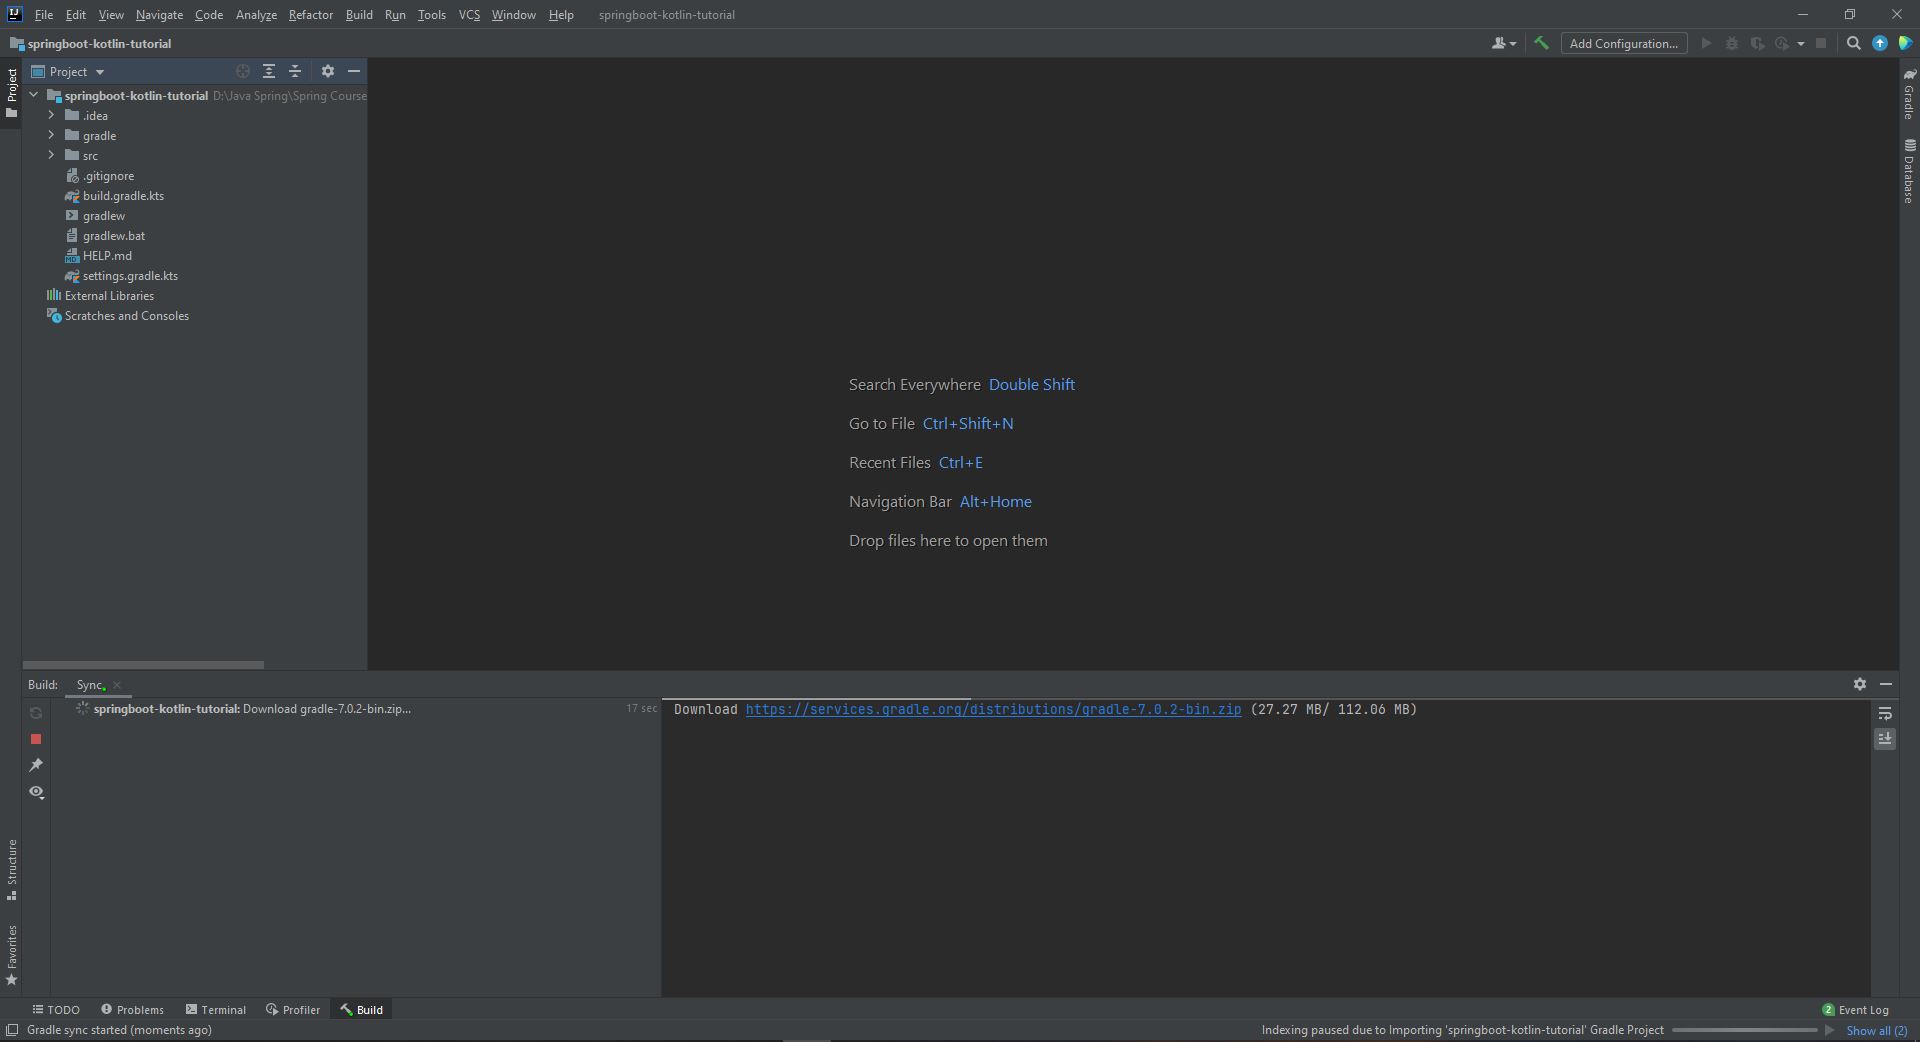 File Edit View Navigate Code Analyze Refactor Build Run Tools VCS Window Help springboot-kotlin-tutorial
springboot-kotlin-tutorial
Add Configuration...
Project
Project
springboot-kotlin-tutorial D:\Java Spring\Spring Course
.idea
gradle
src
.gitignore
build.gradle.kts
gradlew
gradlew.bat
HELP.md
settings.gradle.kts
External Libraries
Scratches and Consoles
Search Everywhere Double Shift
Go to File Ctrl+Shift+N
Recent Files Ctrl+E
Navigation Bar Alt+Home
Drop files here to open them
Gradle
Database
Build: Sync
springboot-kotlin-tutorial: Download gradle-7.0.2-bin.zip... 17 sec
Download https://services.gradle.org/distributions/gradle-7.0.2-bin.zip (27.27 MB/ 112.06 MB)
Structure
Favorites
TODO Problems Terminal Profiler Build
2 Event Log
Gradle sync started (moments ago)
Indexing paused due to Importing 'springboot-kotlin-tutorial' Gradle Project
Show all (2)